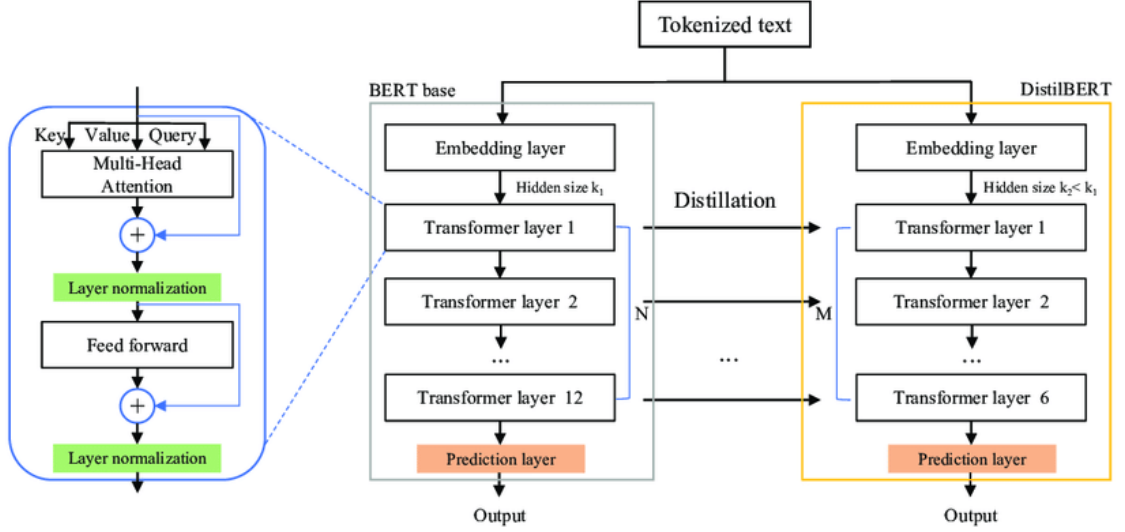 Tokenized text
BERT base
DistilBERT
Key Value Query
Multi-Head
Attention
+
Layer normalization
Feed forward
+
Layer normalization
Embedding layer
Hidden size k₁
Transformer layer 1
Transformer layer 2
...
Transformer layer 12
N
Prediction layer
Output
Distillation
...
Embedding layer
Hidden size k₂< k₁
Transformer layer 1
Transformer layer 2
...
Transformer layer 6
M
Prediction layer
Output